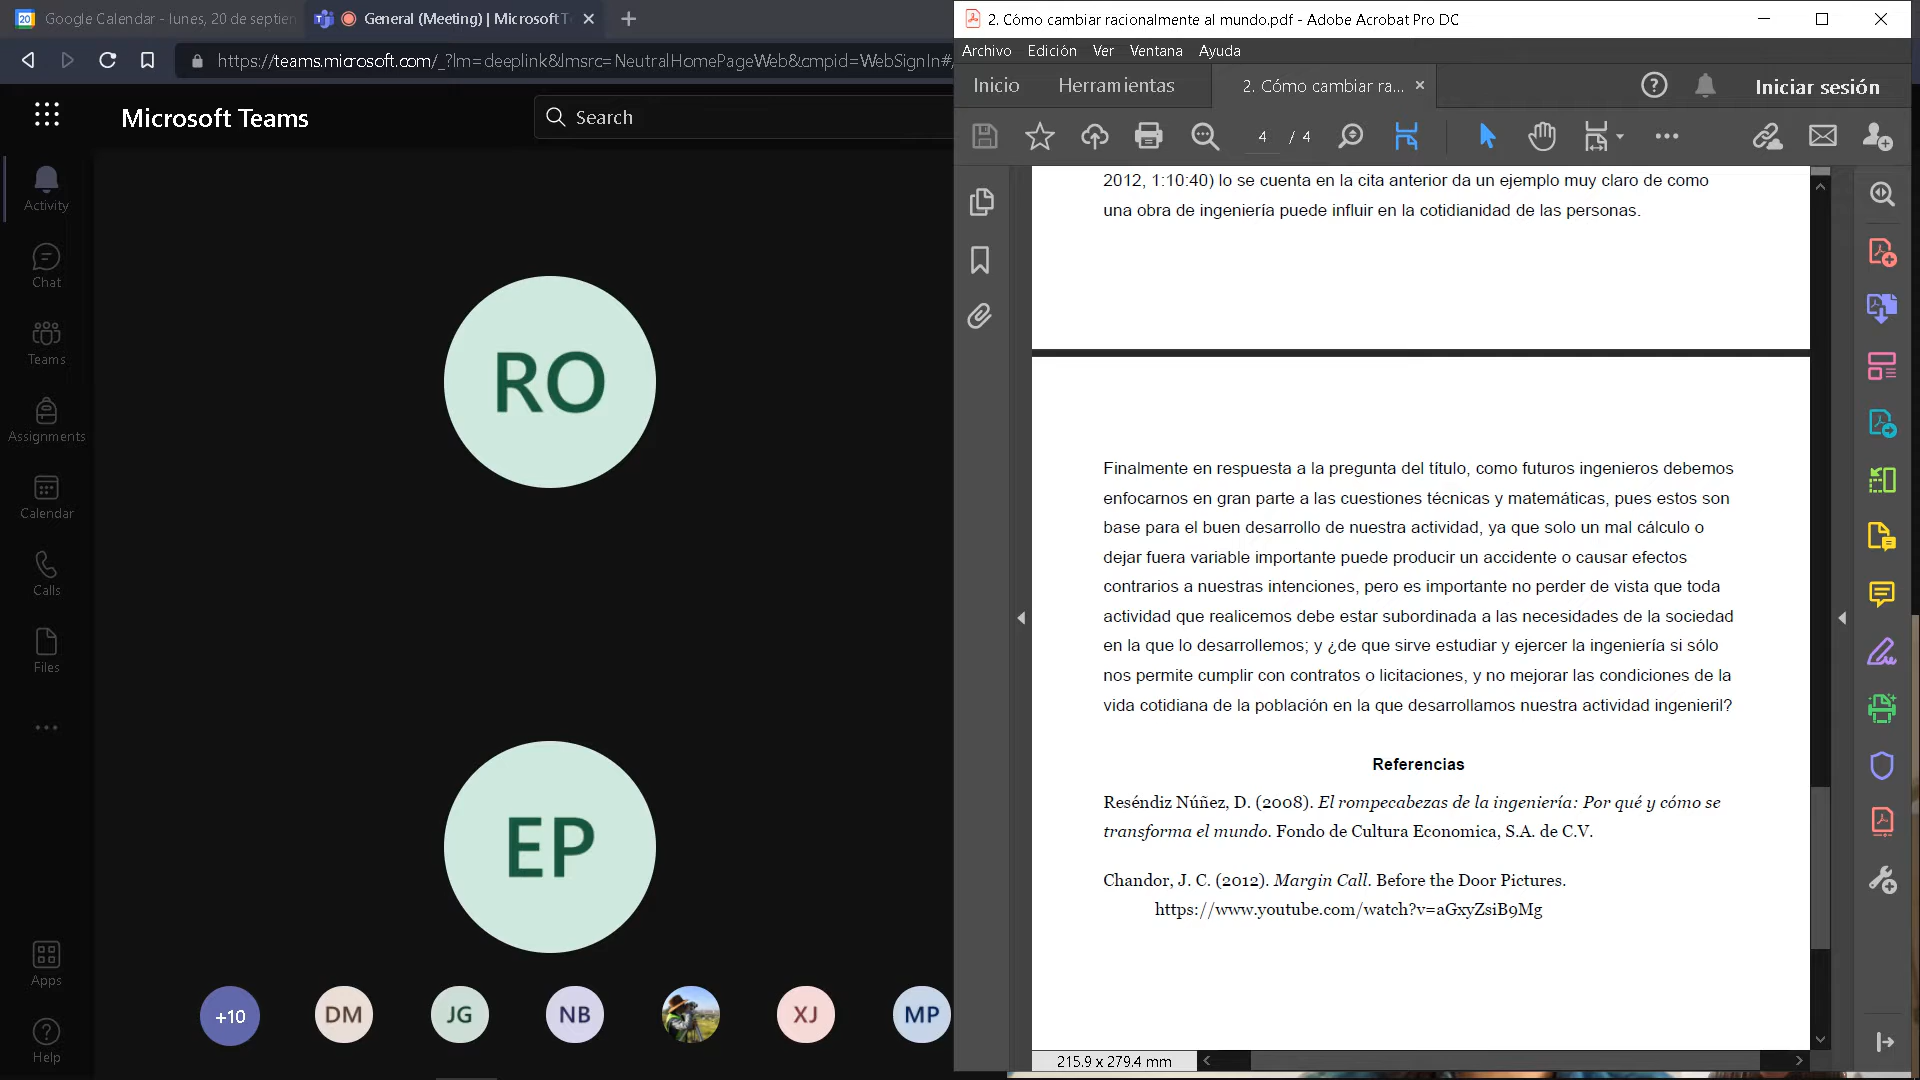 Google Calendar - lunes, 20 de septien
General (Meeting) | Microsoft T
https://teams.microsoft.com/_?lm=deeplink&lmsrc=NeutralHomePageWeb&cmpid=WebSignIn#
Microsoft Teams
Search
Activity
Chat
Teams
Assignments
Calendar
Calls
Files
Apps
Help
RO
EP
+10
DM
JG
NB
XJ
MP
2. Cómo cambiar racionalmente al mundo.pdf - Adobe Acrobat Pro DC
Archivo Edición Ver Ventana Ayuda
Inicio Herramientas 2. Cómo cambiar ra... Iniciar sesión
4 / 4
2012, 1:10:40) lo se cuenta en la cita anterior da un ejemplo muy claro de como
una obra de ingeniería puede influir en la cotidianidad de las personas.
Finalmente en respuesta a la pregunta del título, como futuros ingenieros debemos
enfocarnos en gran parte a las cuestiones técnicas y matemáticas, pues estos son
base para el buen desarrollo de nuestra actividad, ya que solo un mal cálculo o
dejar fuera variable importante puede producir un accidente o causar efectos
contrarios a nuestras intenciones, pero es importante no perder de vista que toda
actividad que realicemos debe estar subordinada a las necesidades de la sociedad
en la que lo desarrollemos; y ¿de que sirve estudiar y ejercer la ingeniería si sólo
nos permite cumplir con contratos o licitaciones, y no mejorar las condiciones de la
vida cotidiana de la población en la que desarrollamos nuestra actividad ingenieril?
Referencias
Reséndiz Núñez, D. (2008). El rompecabezas de la ingeniería: Por qué y cómo se
transforma el mundo. Fondo de Cultura Economica, S.A. de C.V.
Chandor, J. C. (2012). Margin Call. Before the Door Pictures.
https://www.youtube.com/watch?v=aGxyZsiB9Mg
215.9 x 279.4 mm